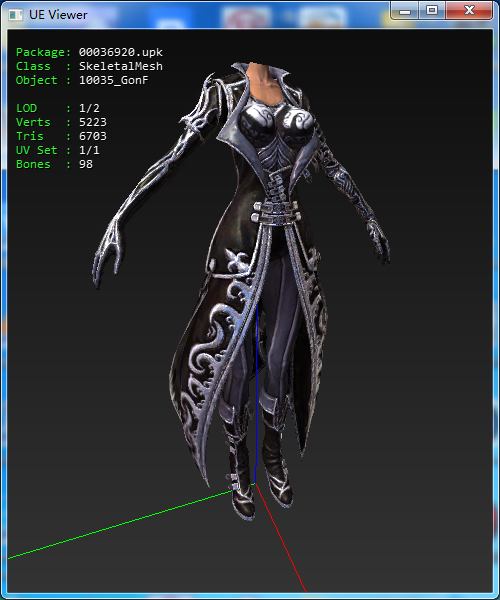 UE Viewer
Package: 00036920.upk
Class : SkeletalMesh
Object : 10035_GonF
LOD : 1/2
Verts : 5223
Tris : 6703
UV Set : 1/1
Bones : 98